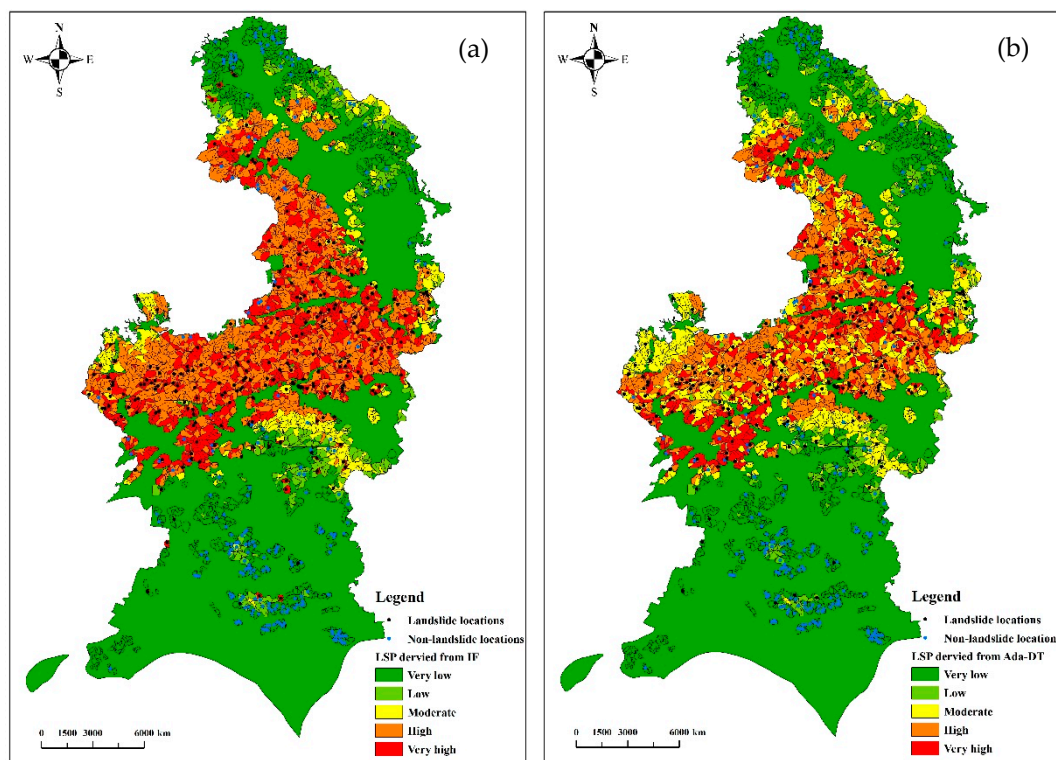 (a)
N
W E
S
Legend
Landslide locations
Non-landslide locations
LSP dervied from IF
Very low
Low
Moderate
High
Very high
0 1500 3000 6000 km
(b)
N
W E
S
Legend
Landslide locations
Non-landslide location
LSP dervied from Ada-DT
Very low
Low
Moderate
High
Very high
0 1500 3000 6000 km